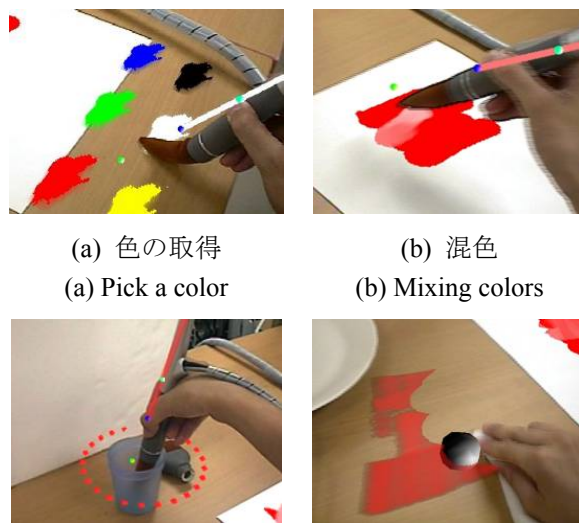 (a) 色の取得
(a) Pick a color
(b) 混色
(b) Mixing colors